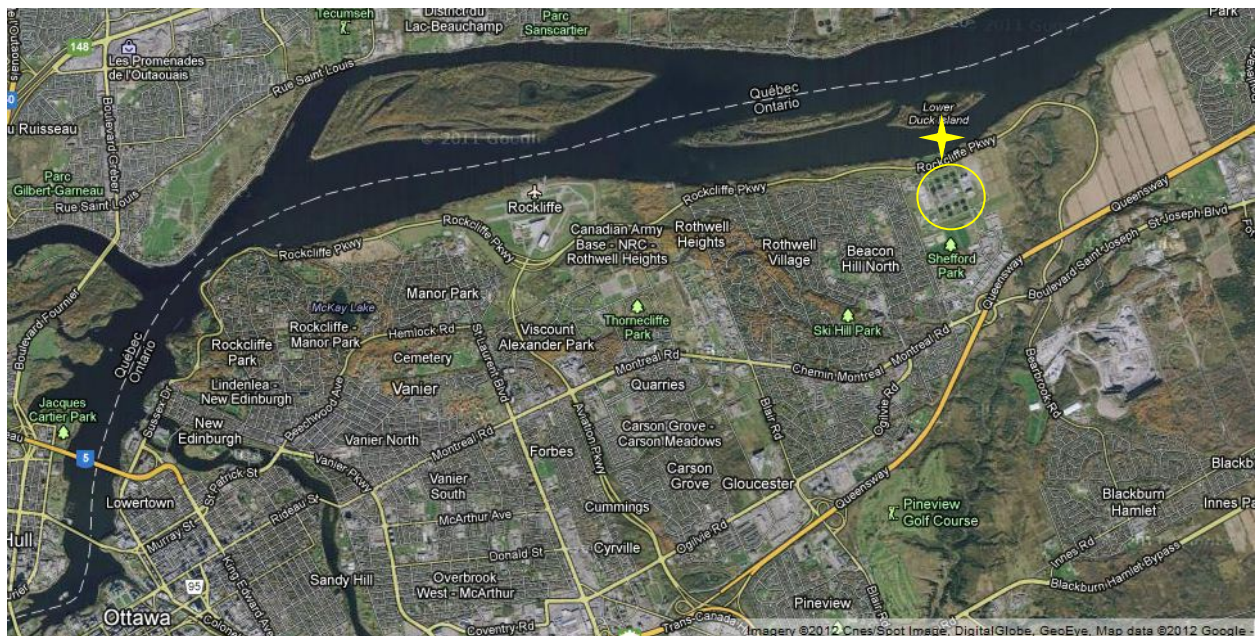 Tecumseh
District du
Lac-Beauchamp
Parc
Sanscartier
Park
148
Les Promenades
de l'Outaouais
Rue Saint Louis
Boulevard Gréber
u Ruisseau
Parc
Gilbert-Garneau
Rue Saint Louis
Québec
Ontario
Lower
Duck Island
Rockcliffe Pkwy
Queensway
St Joseph Blvd
Rockcliffe
Rockcliffe Pkwy
Rockcliffe Pkwy
Rockcliffe Pkwy
Canadian Army
Base - NRC -
Rothwell Heights
Rothwell
Heights
Rothwell
Village
Beacon
Hill North
Shefford
Park
Queensway
Boulevard Saint-Joseph
Boulevard Fournier
Québec
Ontario
McKay Lake
Manor Park
Rockcliffe -
Manor Park
Hemlock Rd
St Laurent Blvd
Viscount
Alexander Park
Thornecliffe
Park
Ski Hill Park
Rockcliffe
Park
Cemetery
Montreal Rd
Chemin Montreal
Montreal Rd
Bearbrook Rd
Lindenlea -
New Edinburgh
Vanier
Quarries
Sussex Dr
Beechwood Ave
Jacques
Cartier Park
New
Edinburgh
Vanier North
Montreal Rd
Aviation Pkwy
Carson Grove -
Carson Meadows
Blair Rd
Ogilvie Rd
5
St Patrick St
Vanier Pkwy
Forbes
Carson
Grove
Gloucester
Queensway
Lowertown
Rideau St
Vanier
South
Cummings
Pineview
Golf Course
Blackburn
Hamlet
Innes Pa
Murray St
McArthur Ave
Hull
King Edward Ave
Donald St
Cyrville
Ogilvie Rd
Innes Rd
Blackburn Hamlet Bypass
95
Sandy Hill
Overbrook
West - McArthur
Ottawa
Coventry Rd
Trans-Canada
Pineview
Blair Rd
Imagery ©2012 Cnes/Spot Image, DigitalGlobe, GeoEye, Map data ©2012 Google